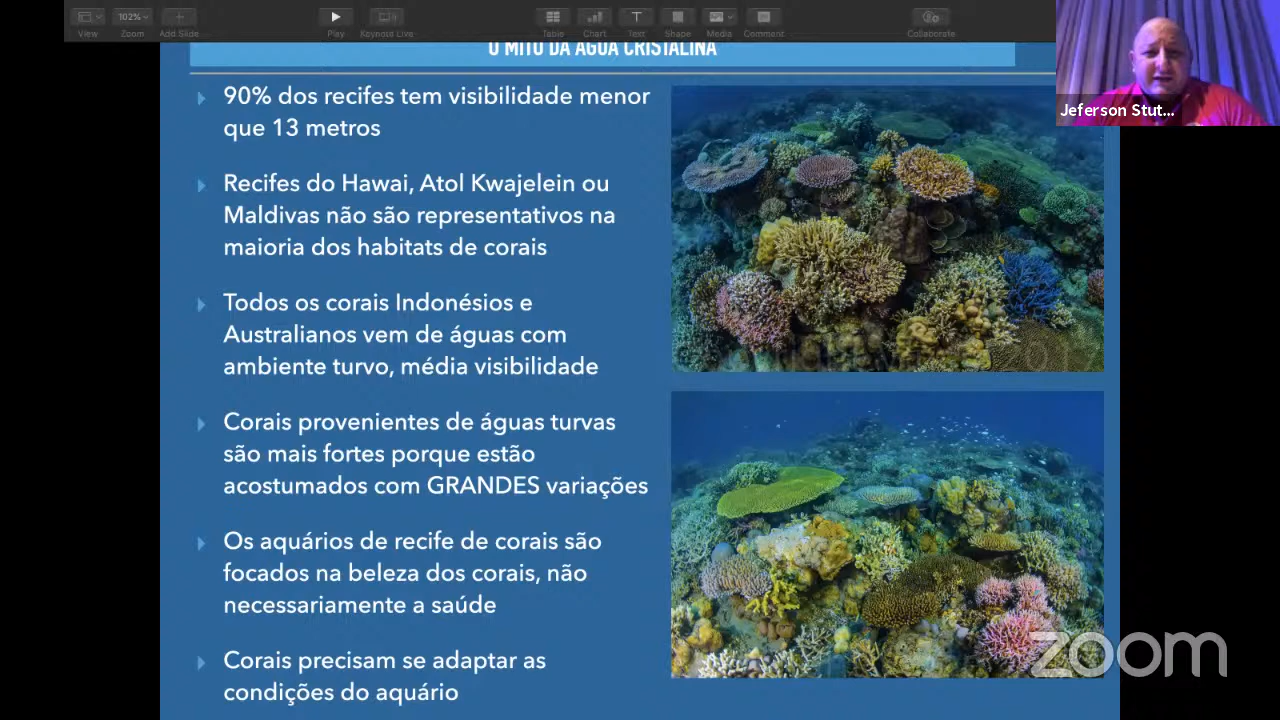 View
102%
Zoom
Add Slide
Play
Keynote Live
Table
Chart
T
Text
Shape
Media
Comment
Collaborate
O MITO DA ÁGUA CRISTALINA
Jeferson Stut...
90% dos recifes tem visibilidade menor
que 13 metros
Recifes do Hawai, Atol Kwajelein ou
Maldivas não são representativos na
maioria dos habitats de corais
Todos os corais Indonésios e
Australianos vem de águas com
ambiente turvo, média visibilidade
Corais provenientes de águas turvas
são mais fortes porque estão
acostumados com GRANDES variações
Os aquários de recife de corais são
focados na beleza dos corais, não
necessariamente a saúde
Corais precisam se adaptar as
condições do aquário
zoom